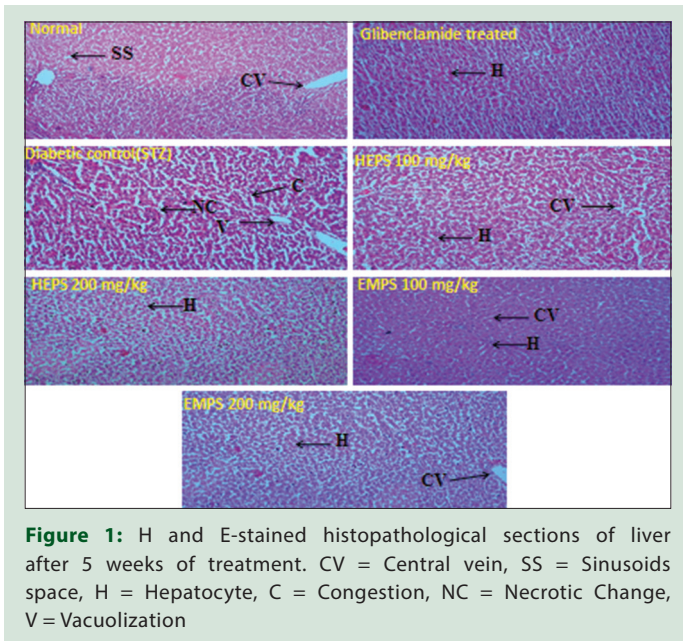 Normal
SS
CV
Glibenclamide treated
H
Diabetic control(STZ)
C
NC
V
HEPS 100 mg/kg
CV
H
HEPS 200 mg/kg
H
EMPS 100 mg/kg
CV
H
EMPS 200 mg/kg
H
CV
Figure 1: H and E-stained histopathological sections of liver
after 5 weeks of treatment. CV = Central vein, SS = Sinusoids
space, H = Hepatocyte, C = Congestion, NC = Necrotic Change,
V = Vacuolization